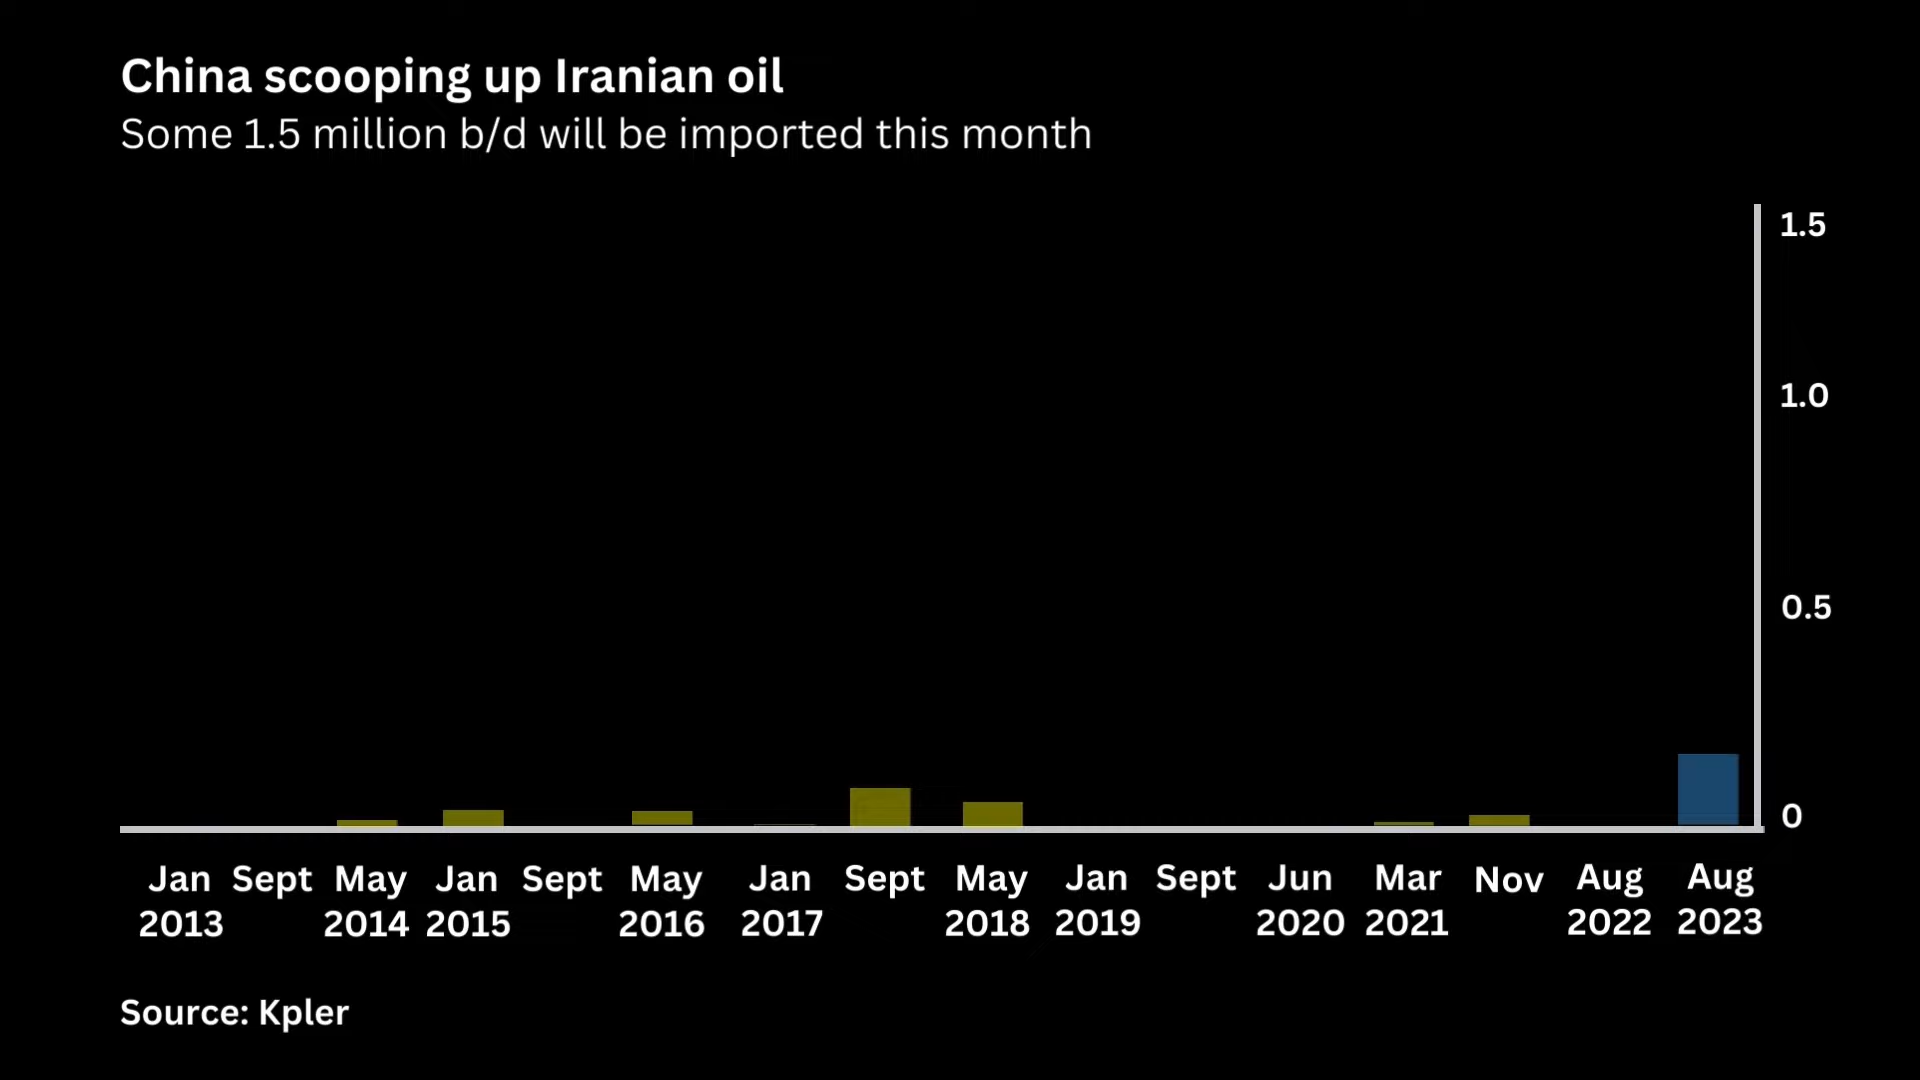 China scooping up Iranian oil
Some 1.5 million b/d will be imported this month
1.5
1.0
0.5
0
Jan Sept May Jan Sept May Jan Sept May Jan Sept Jun Mar Nov Aug Aug
2013 2014 2015 2016 2017 2018 2019 2020 2021 2022 2023
Source: Kpler